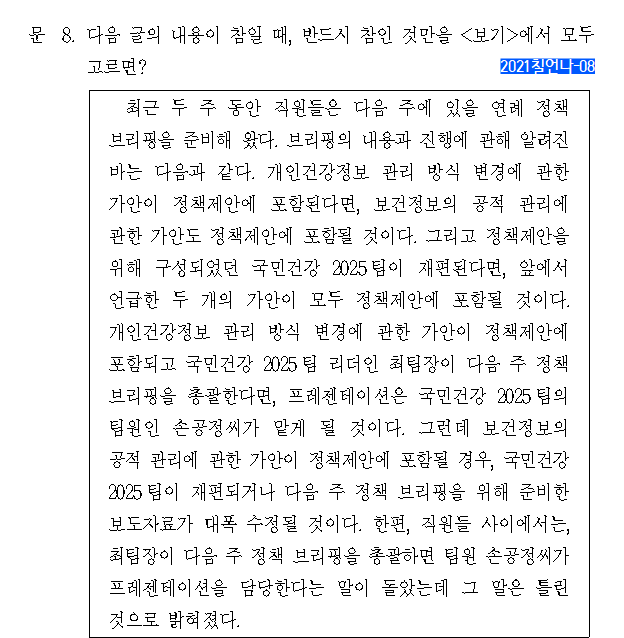 문 8. 다음 글의 내용이 참일 때, 반드시 참인 것만을 <보기>에서 모두
고르면?
2021칠언나-08
최근 두 주 동안 직원들은 다음 주에 있을 연례 정책
브리핑을 준비해 왔다. 브리핑의 내용과 진행에 관해 알려진
바는 다음과 같다. 개인건강정보 관리 방식 변경에 관한
가안이 정책제안에 포함된다면, 보건정보의 공적 관리에
관한 가안도 정책제안에 포함될 것이다. 그리고 정책제안을
위해 구성되었던 국민건강 2025팀이 재편된다면, 앞에서
언급한 두 개의 가안이 모두 정책제안에 포함될 것이다.
개인건강정보 관리 방식 변경에 관한 가안이 정책제안에
포함되고 국민건강 2025팀 리더인 최팀장이 다음 주 정책
브리핑을 총괄한다면, 프레젠테이션은 국민건강 2025팀의
팀원인 손공정씨가 맡게 될 것이다. 그런데 보건정보의
공적 관리에 관한 가안이 정책제안에 포함될 경우, 국민건강
2025팀이 재편되거나 다음 주 정책 브리핑을 위해 준비한
보도자료가 대폭 수정될 것이다. 한편, 직원들 사이에서는,
최팀장이 다음 주 정책 브리핑을 총괄하면 팀원 손공정씨가
프레젠테이션을 담당한다는 말이 돌았는데 그 말은 틀린
것으로 밝혀졌다.